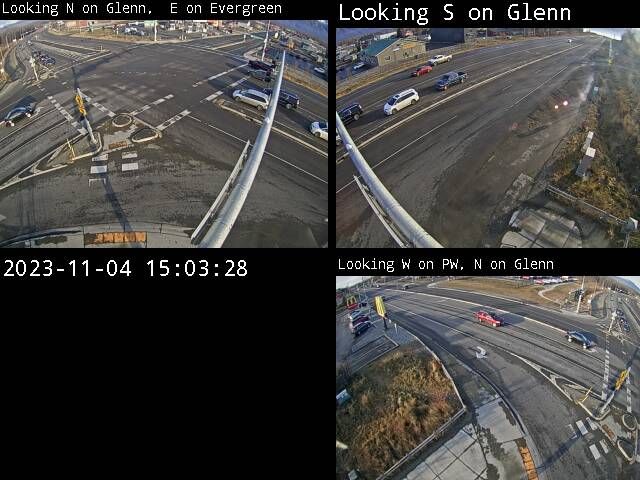 Looking N on Glenn,  E on Evergreen
Looking S on Glenn
2023-11-04 15:03:28
Looking W on PW, N on Glenn